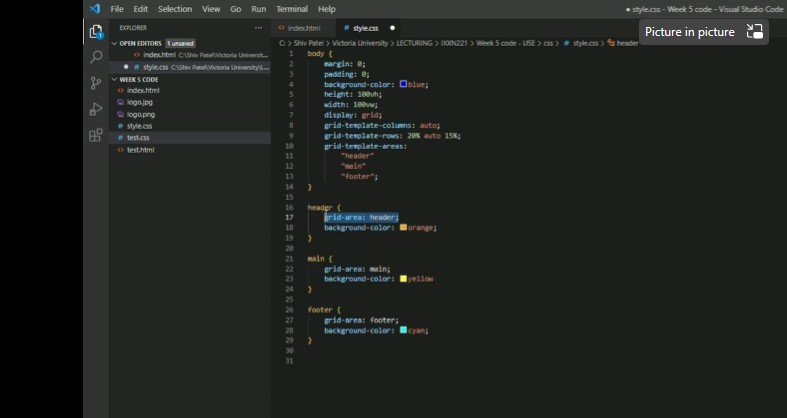 File Edit Selection View Go Run Terminal Help
style.css - Week 5 code - Visual Studio Code
Picture in picture
EXPLORER
index.html
style.css
OPEN EDITORS 1 unsaved
index.html C:\Shiv Patel\Victoria Universit...
style.css C:\Shiv Patel\Victoria University\L...
WEEK 5 CODE
index.html
logo.jpg
logo.png
style.css
test.css
test.html
C: > Shiv Patel > Victoria University > LECTURING > > Week 5 code - USE > css > style.css > header
1 body {
2 margin: 0;
3 padding: 0;
4 background-color: blue;
5 height: 100vh;
6 width: 100vw;
7 display: grid;
8 grid-template-columns: auto;
9 grid-template-rows: 20% auto 15%;
10 grid-template-areas:
11 "header"
12 "main"
13 "footer";
14 }
15
16 header {
17 grid-area: header;
18 background-color: orange;
19 }
20
21 main {
22 grid-area: main;
23 background-color: yellow
24 }
25
26 footer {
27 grid-area: footer;
28 background-color: cyan;
29 }
30
31